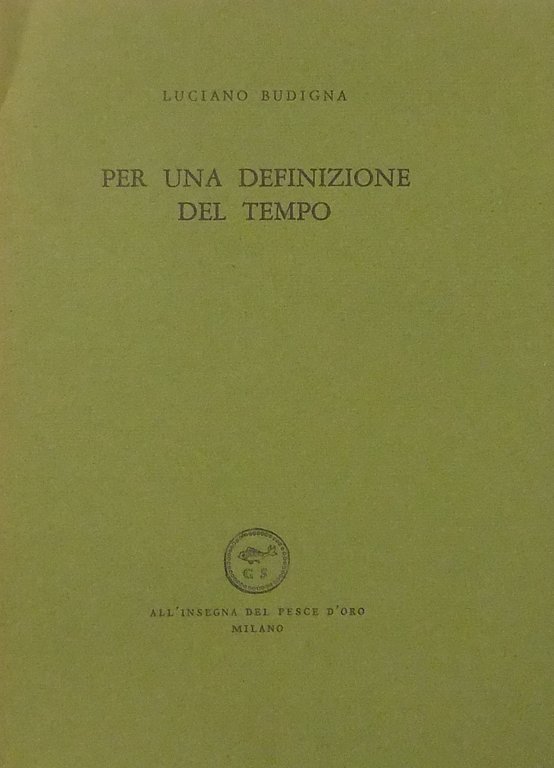 LUCIANO BUDIGNA
PER UNA DEFINIZIONE
DEL TEMPO
G S
ALL'INSEGNA DEL PESCE D'ORO
MILANO